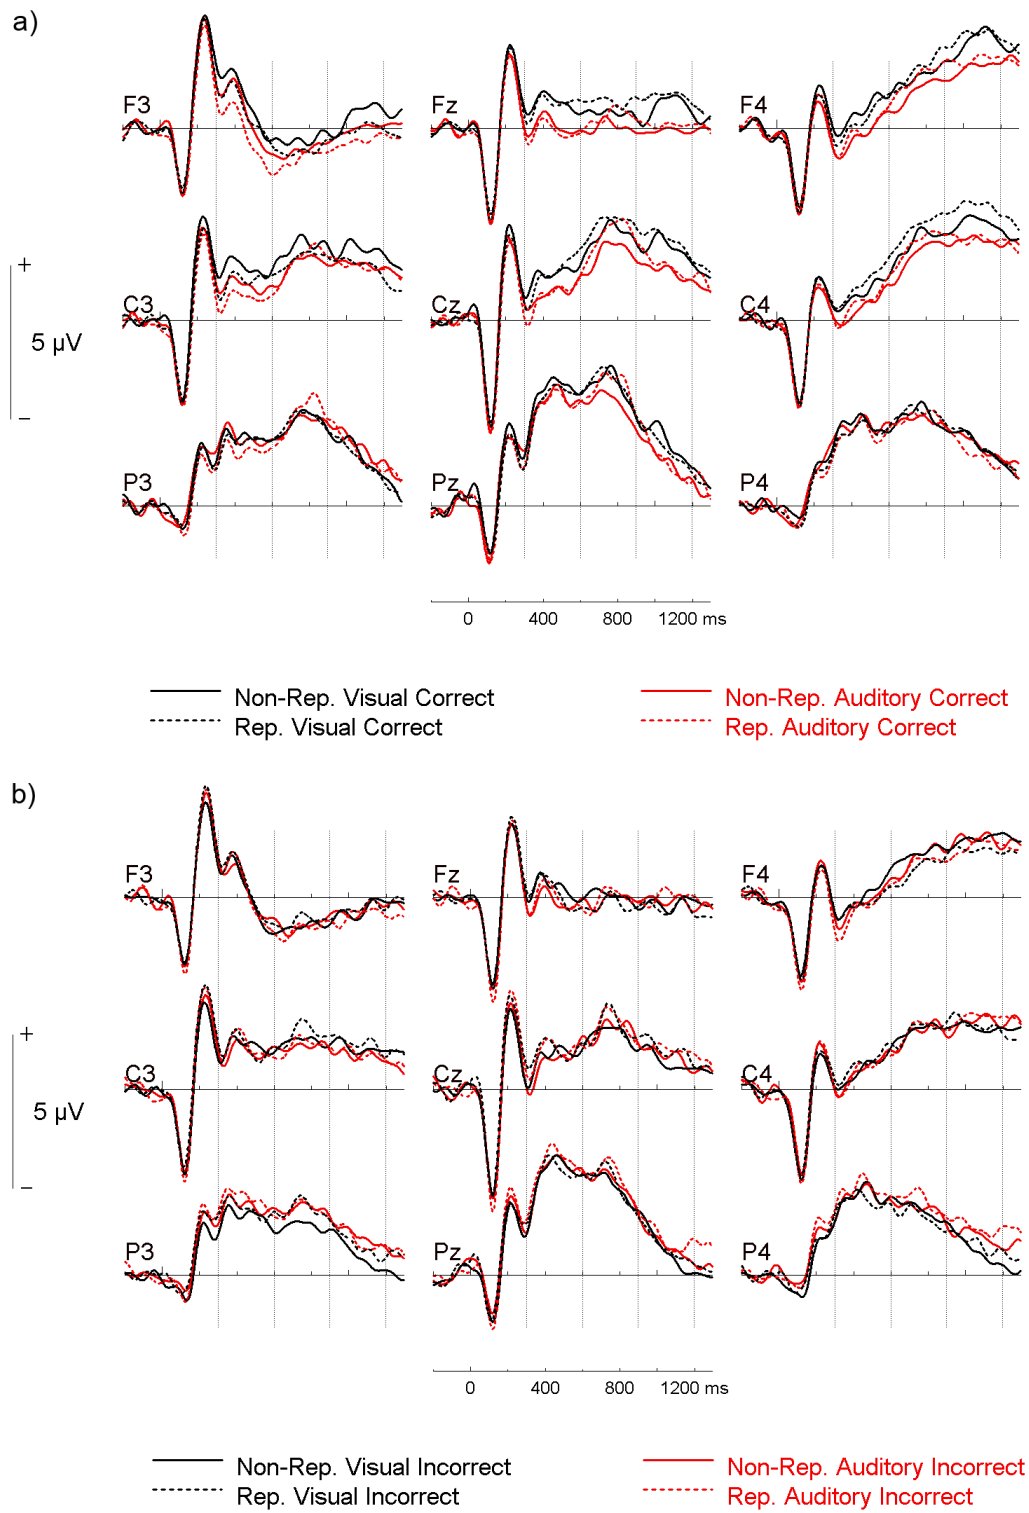 a)
F3 Fz F4
+
C3 Cz C4
5 µV
–
P3 Pz P4
0 400 800 1200 ms
Non-Rep. Visual Correct Non-Rep. Auditory Correct
Rep. Visual Correct Rep. Auditory Correct
b)
F3 Fz F4
+
C3 Cz C4
5 µV
–
P3 Pz P4
0 400 800 1200 ms
Non-Rep. Visual Incorrect Non-Rep. Auditory Incorrect
Rep. Visual Incorrect Rep. Auditory Incorrect